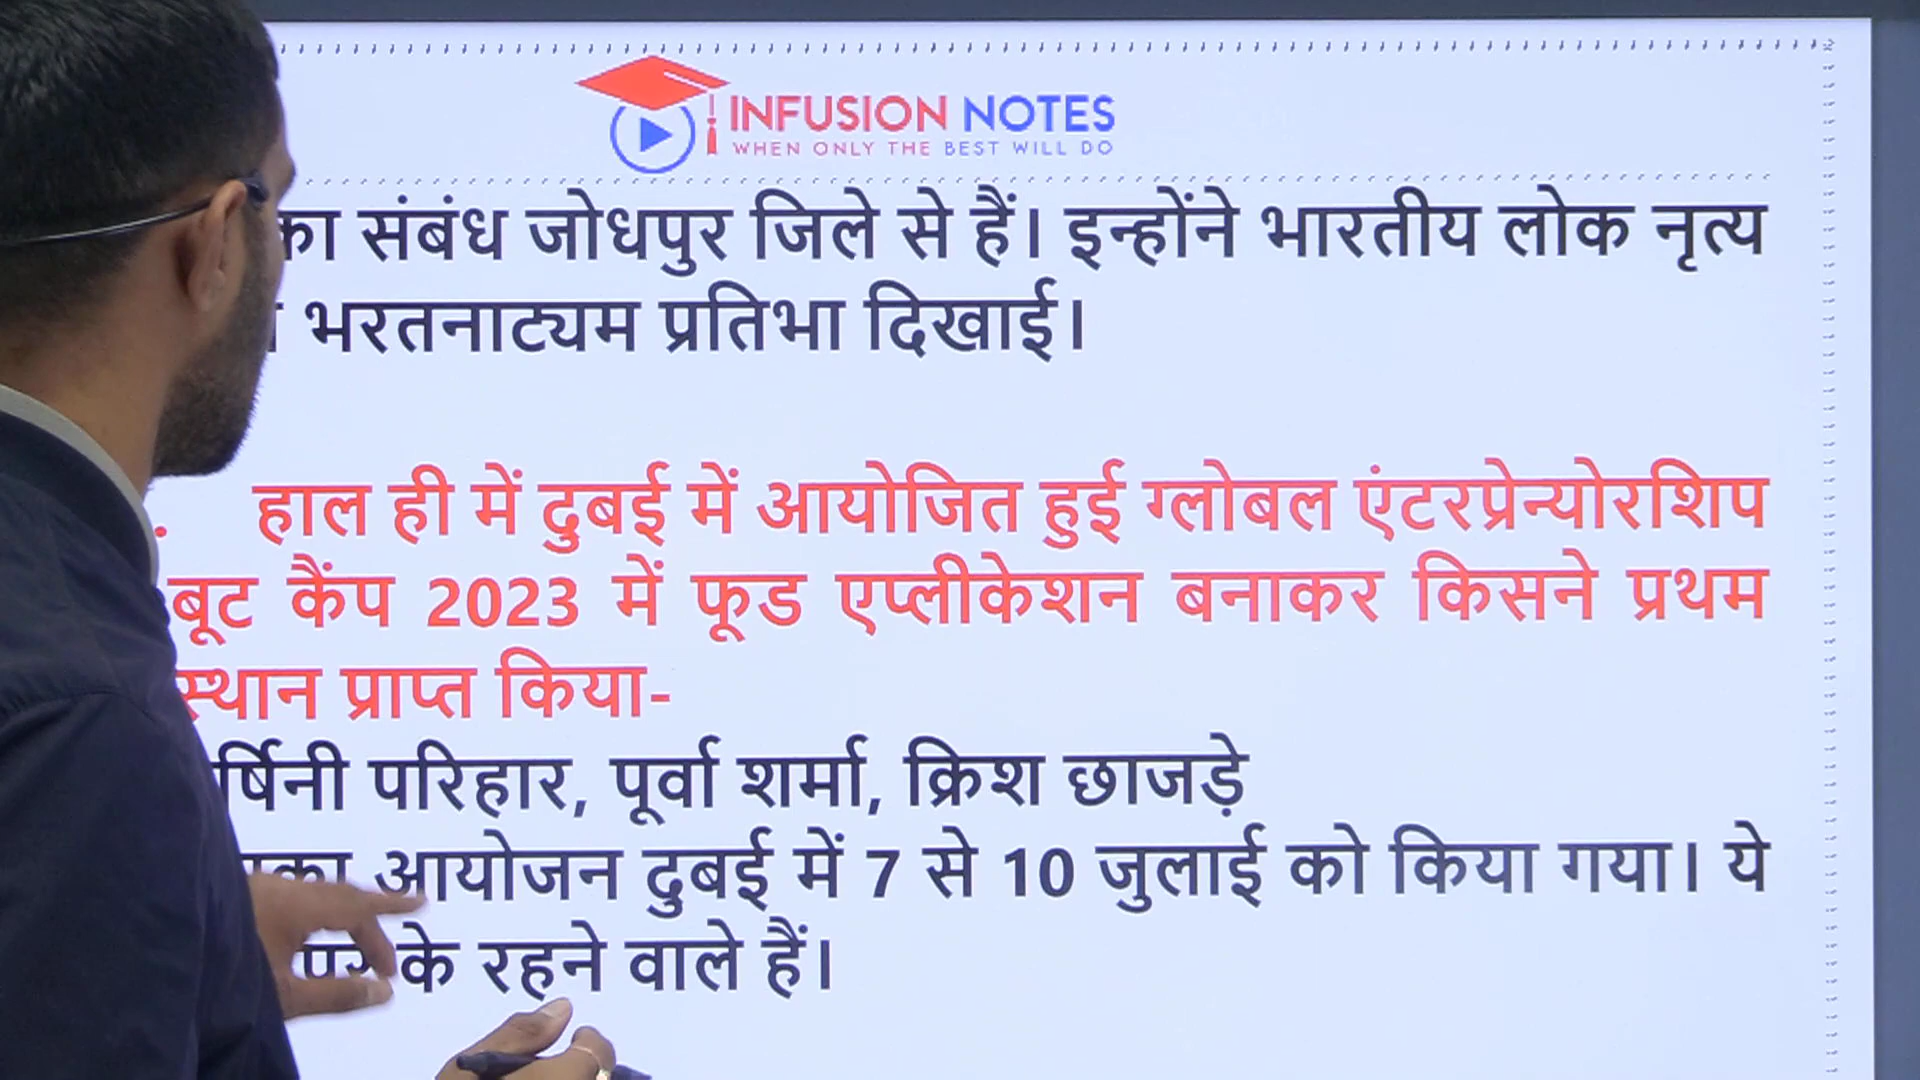 INFUSION NOTES
WHEN ONLY THE BEST WILL DO
का संबंध जोधपुर जिले से हैं। इन्होंने भारतीय लोक नृत्य
भरतनाट्यम प्रतिभा दिखाई।
. हाल ही में दुबई में आयोजित हुई ग्लोबल एंटरप्रेन्योरशिप
बूट कैंप 2023 में फूड एप्लीकेशन बनाकर किसने प्रथम
स्थान प्राप्त किया-
परिहार, पूर्वा शर्मा, क्रिश छाजड़े
आयोजन दुबई में 7 से 10 जुलाई को किया गया। ये
के रहने वाले हैं।